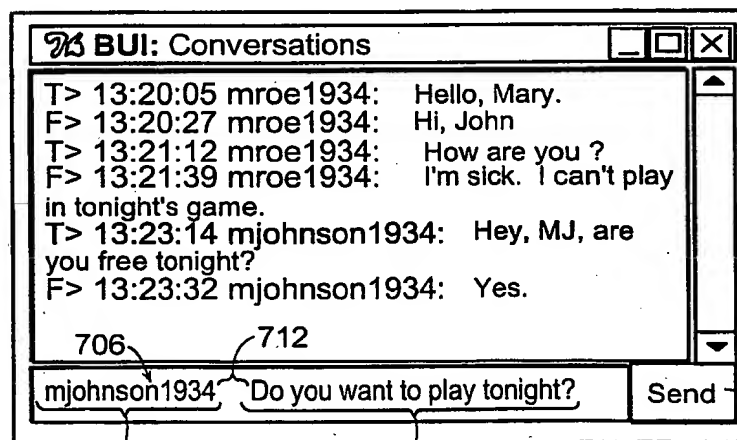 BUI: Conversations
T> 13:20:05 mroe1934: Hello, Mary.
F> 13:20:27 mroe1934: Hi, John
T> 13:21:12 mroe1934: How are you ?
F> 13:21:39 mroe1934: I'm sick. I can't play
in tonight's game.
T> 13:23:14 mjohnson1934: Hey, MJ, are
you free tonight?
F> 13:23:32 mjohnson1934: Yes.
706 712
mjohnson1934 Do you want to play tonight? Send